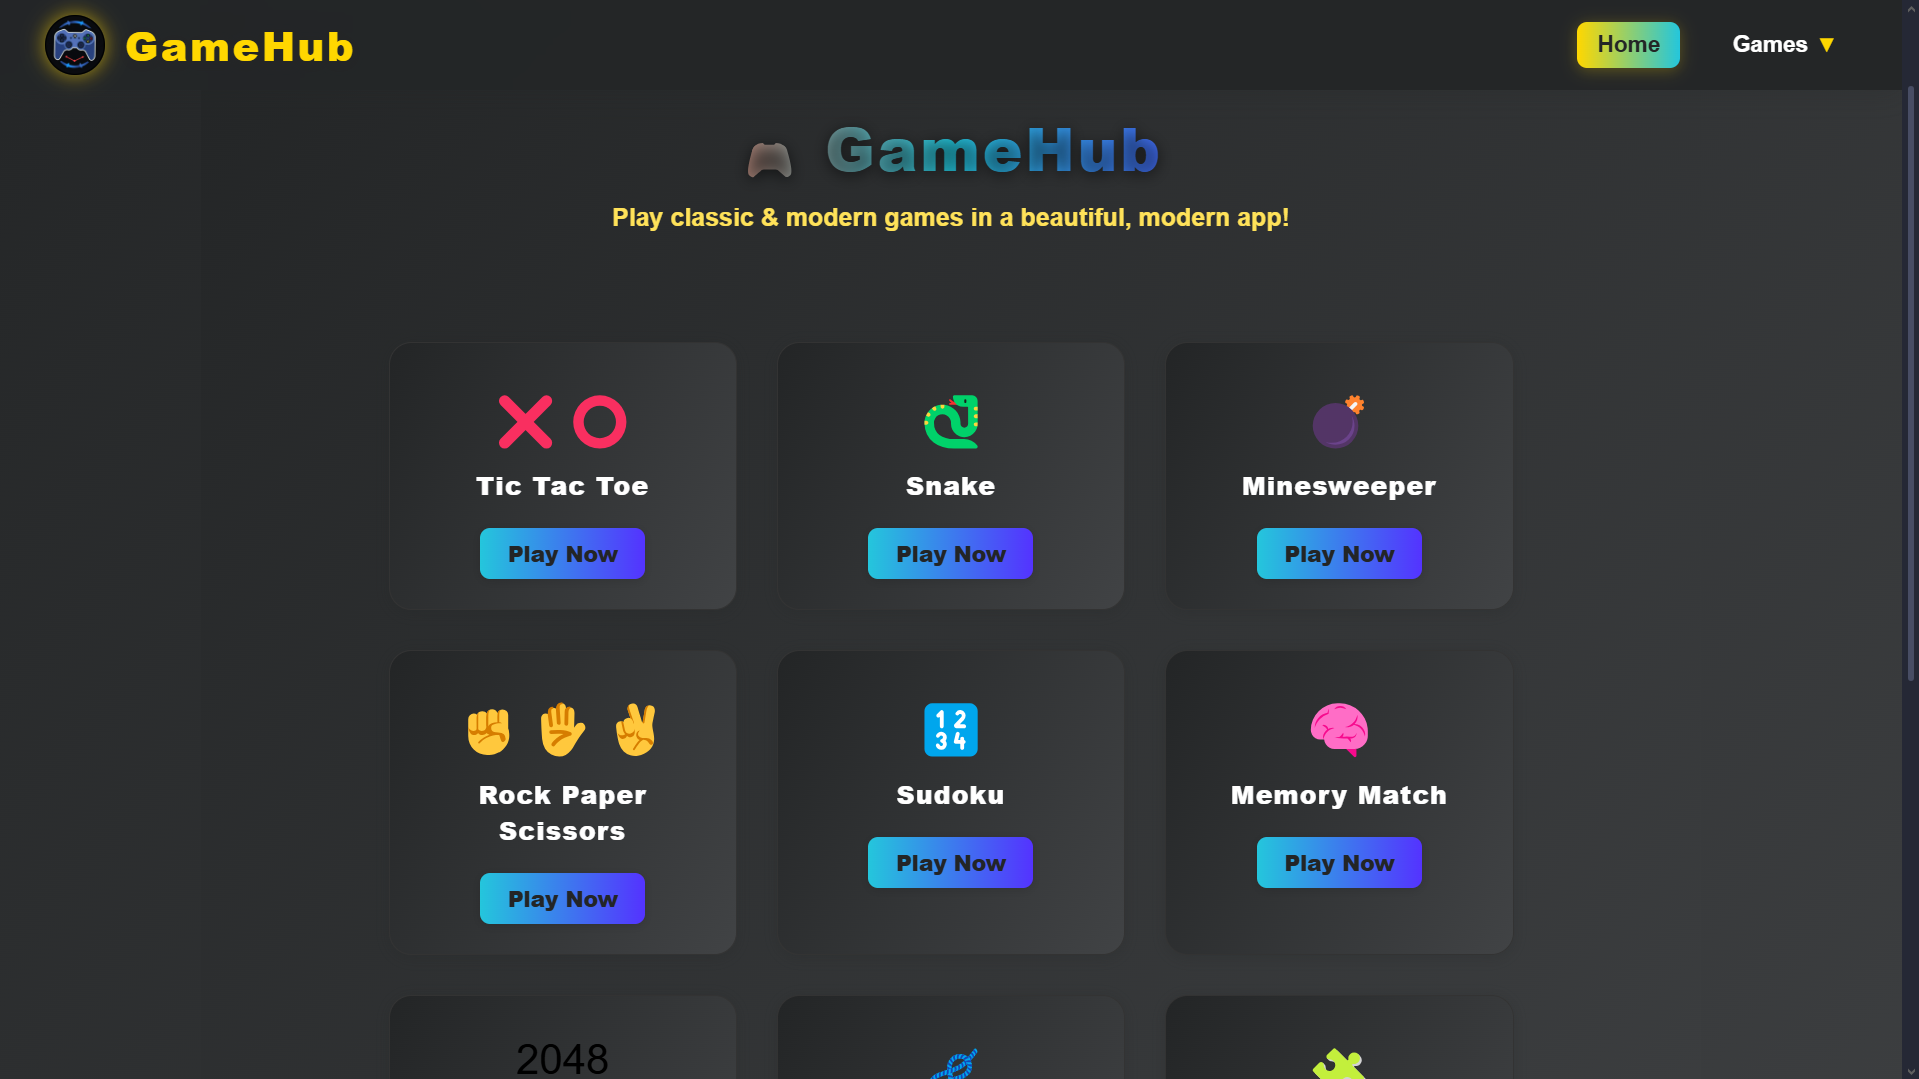 GameHub
Home
Games ▼
🎮 GameHub
Play classic & modern games in a beautiful, modern app!
Tic Tac Toe
Play Now
Snake
Play Now
Minesweeper
Play Now
Rock Paper
Scissors
Play Now
1 2
3 4
Sudoku
Play Now
Memory Match
Play Now
2048